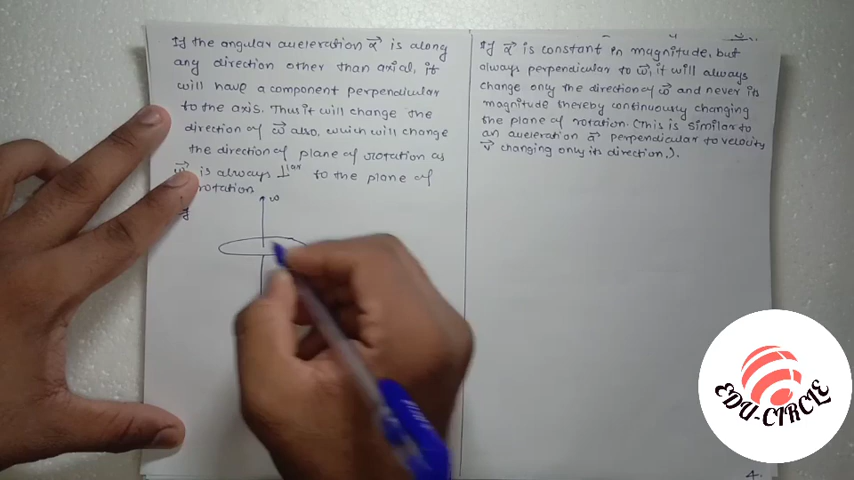 If the angular aueleration α⃗ is along
any direction other than axial, it
will have a component perpendicular
to the axis. Thus it will change the
direction of ω⃗ also, which will change
the direction of plane of rotation as
ω⃗ is always ⊥ar to the plane of
rotation
If
ω
If α⃗ is constant in magnitude, but
always perpendicular to ω⃗, it will always
change only the direction of ω⃗ and never its
magnitude thereby continuously changing
the plane of rotation. (This is similar to
an aueleration a⃗ perpendicular to velocity
v⃗ changing only its direction.).
4.
EDU-CIRCLE